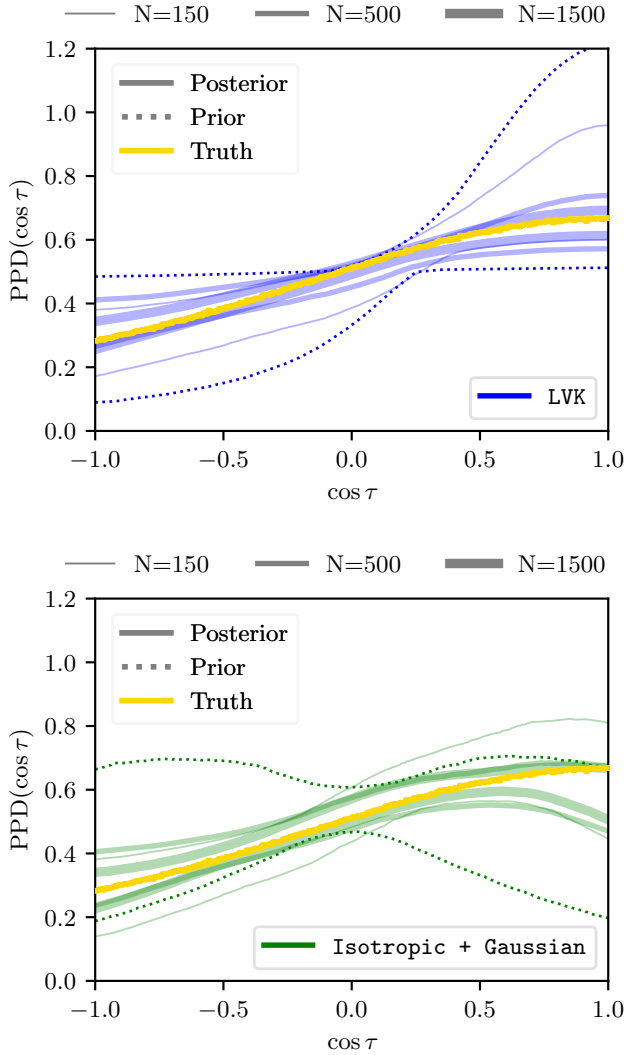 N=150 N=500 N=1500
1.2
Posterior
1.0
Prior
Truth
0.8
PPD(cos τ)
0.6
0.4
0.2
LVK
0.0
−1.0 −0.5 0.0 0.5 1.0
cos τ
N=150 N=500 N=1500
1.2
Posterior
1.0
Prior
Truth
0.8
PPD(cos τ)
0.6
0.4
0.2
Isotropic + Gaussian
0.0
−1.0 −0.5 0.0 0.5 1.0
cos τ